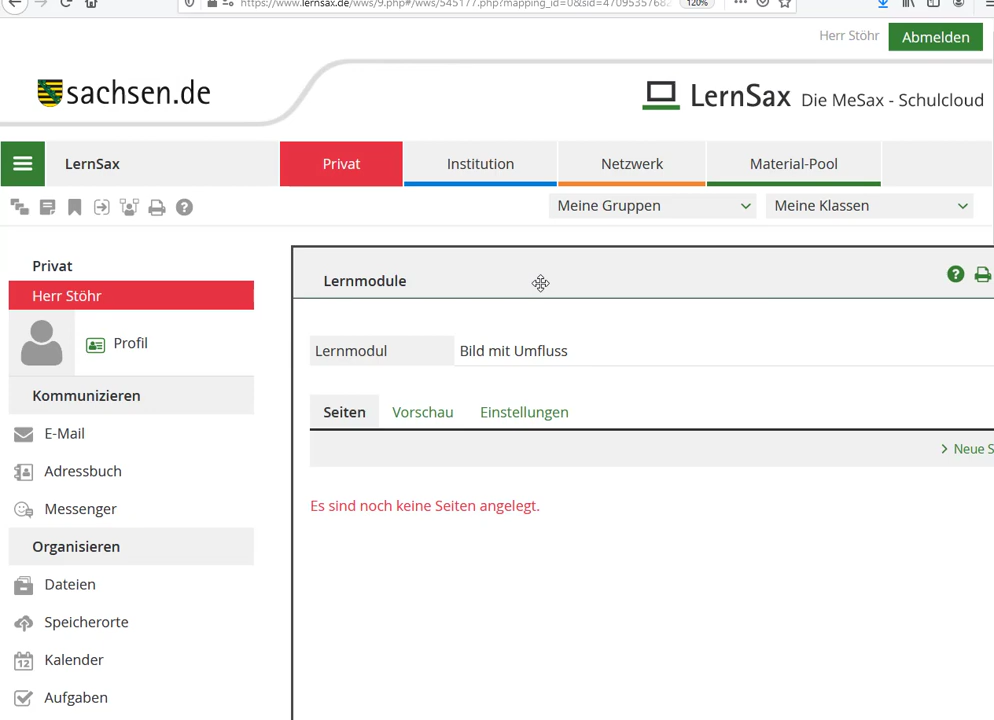 https://www.lernsax.de/wws/9.php#/wws/545177.php?mapping_id=0&sid=4709535768
120%
Herr Stöhr
Abmelden
sachsen.de
LernSax Die MeSax - Schulcloud
LernSax
Privat
Institution
Netzwerk
Material-Pool
Meine Gruppen
Meine Klassen
Privat
Herr Stöhr
Profil
Kommunizieren
E-Mail
Adressbuch
Messenger
Organisieren
Dateien
Speicherorte
12
Kalender
Aufgaben
Lernmodule
Lernmodul
Bild mit Umfluss
Seiten
Vorschau
Einstellungen
Neue S
Es sind noch keine Seiten angelegt.